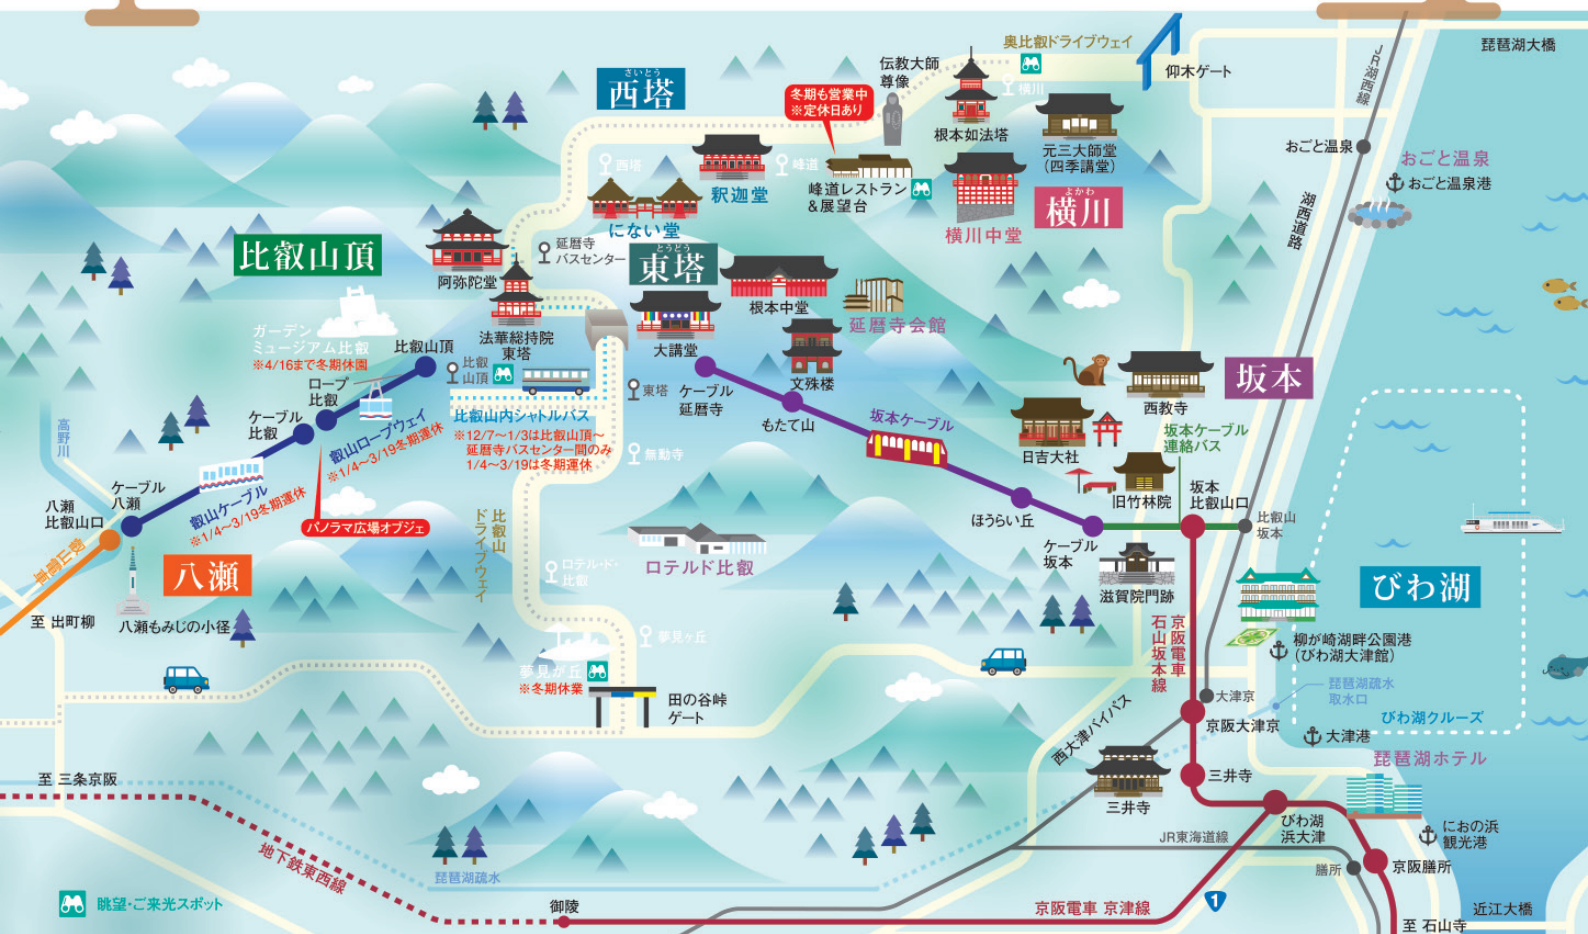 奥比叡ドライブウェイ
琵琶湖大橋
仰木ゲート
JR湖西線
伝教大師
尊像
横川
さいとう
西塔
冬期も営業中
※定休日あり
根本如法塔
元三大師堂
(四季講堂)
おごと温泉
おごと温泉
おごと温泉港
西塔
釈迦堂
峰道
峰道レストラン
&展望台
よかわ
横川
横川中堂
湖西道路
にない堂
延暦寺
バスセンター
とうどう
東塔
比叡山頂
阿弥陀堂
根本中堂
延暦寺会館
法華総持院
東塔
大講堂
文殊楼
ガーデン
ミュージアム比叡
※4/16まで冬期休園
比叡山頂
比叡
山頂
ロープ
比叡
ケーブル
比叡
叡山ロープウェイ
※1/4~3/19冬期運休
比叡山内シャトルバス
※12/7~1/3は比叡山頂~
延暦寺バスセンター間のみ
1/4~3/19は冬期運休
東塔
ケーブル
延暦寺
もたて山
坂本ケーブル
西教寺
坂本
日吉大社
坂本ケーブル
連絡バス
旧竹林院
坂本
比叡山口
比叡山
坂本
高野川
無動寺
ケーブル
八瀬
八瀬
比叡山口
叡山ケーブル
※1/4~3/19冬期運休
パノラマ広場オブジェ
比叡山
ドライブウェイ
ほうらい丘
ケーブル
坂本
滋賀院門跡
叡山電車
八瀬
至 出町柳
八瀬もみじの小径
ロテル・ド・
比叡
ロテルド比叡
びわ湖
京阪電車
石山坂本線
柳が崎湖畔公園港
(びわ湖大津館)
夢見が丘
※冬期休業
夢見ヶ丘
田の谷峠
ゲート
大津京
琵琶湖疏水
取水口
京阪大津京
びわ湖クルーズ
大津港
西大津バイパス
琵琶湖ホテル
至 三条京阪
三井寺
三井寺
びわ湖
浜大津
におの浜
観光港
JR東海道線
膳所
京阪膳所
地下鉄東西線
琵琶湖疏水
眺望・ご来光スポット
御陵
京阪電車 京津線
1
近江大橋
至 石山寺